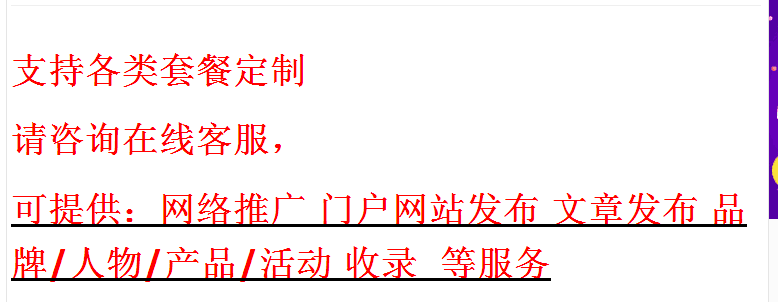 支持各类套餐定制
请咨询在线客服，
可提供：网络推广 门户网站发布 文章发布 品
牌/人物/产品/活动 收录  等服务